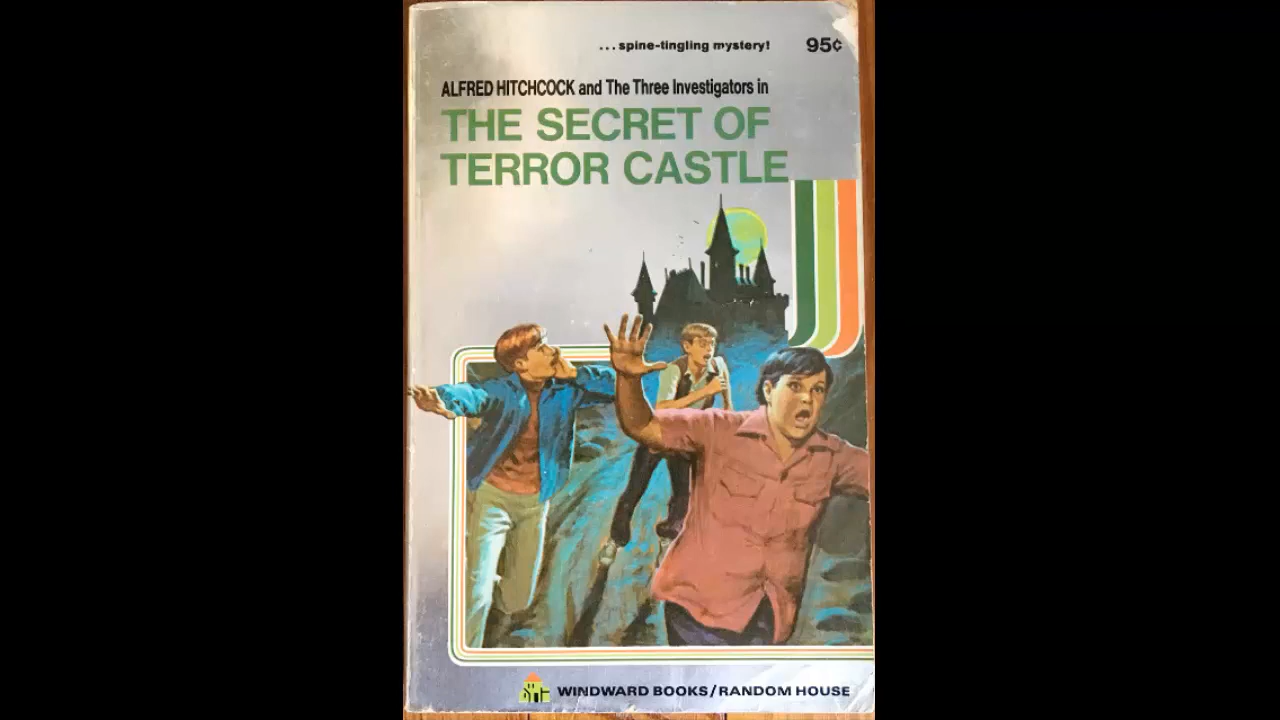 ...spine-tingling mystery!
95¢
ALFRED HITCHCOCK and The Three Investigators in
THE SECRET OF
TERROR CASTLE
WINDWARD BOOKS/RANDOM HOUSE